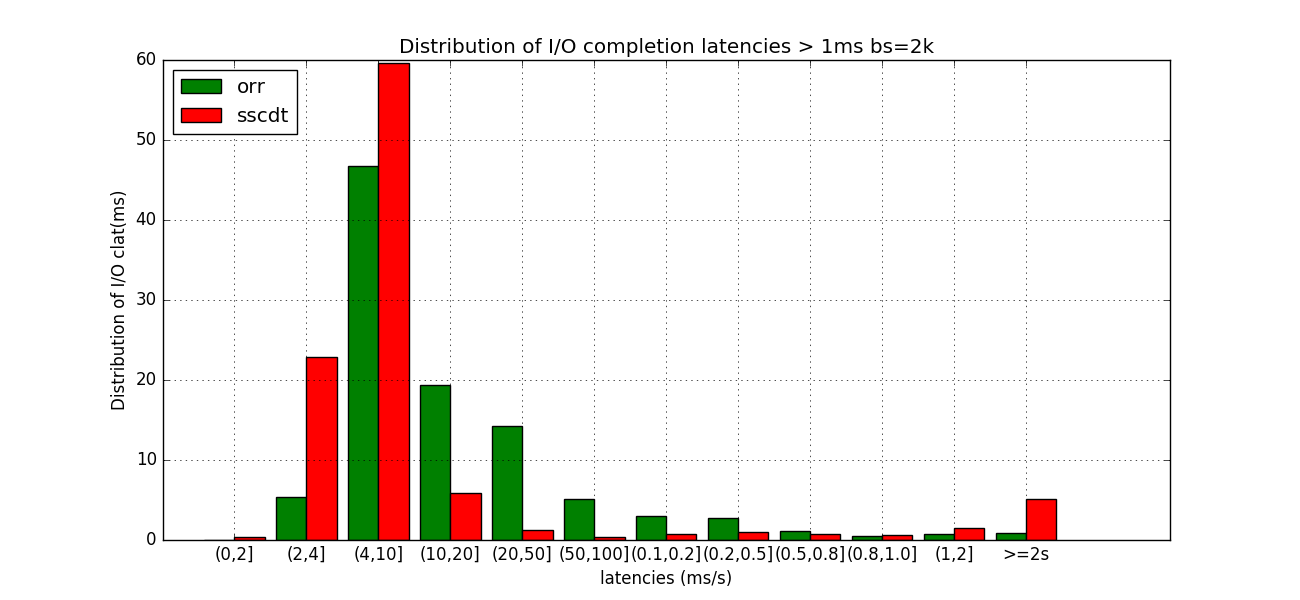 Distribution of I/O completion latencies > 1ms bs=2k
orr
sscdt
Distribution of I/O clat(ms)
60
50
40
30
20
10
0
(0,2] (2,4] (4,10] (10,20] (20,50] (50,100] (0.1,0.2] (0.2,0.5] (0.5,0.8] (0.8,1.0] (1,2] >=2s
latencies (ms/s)